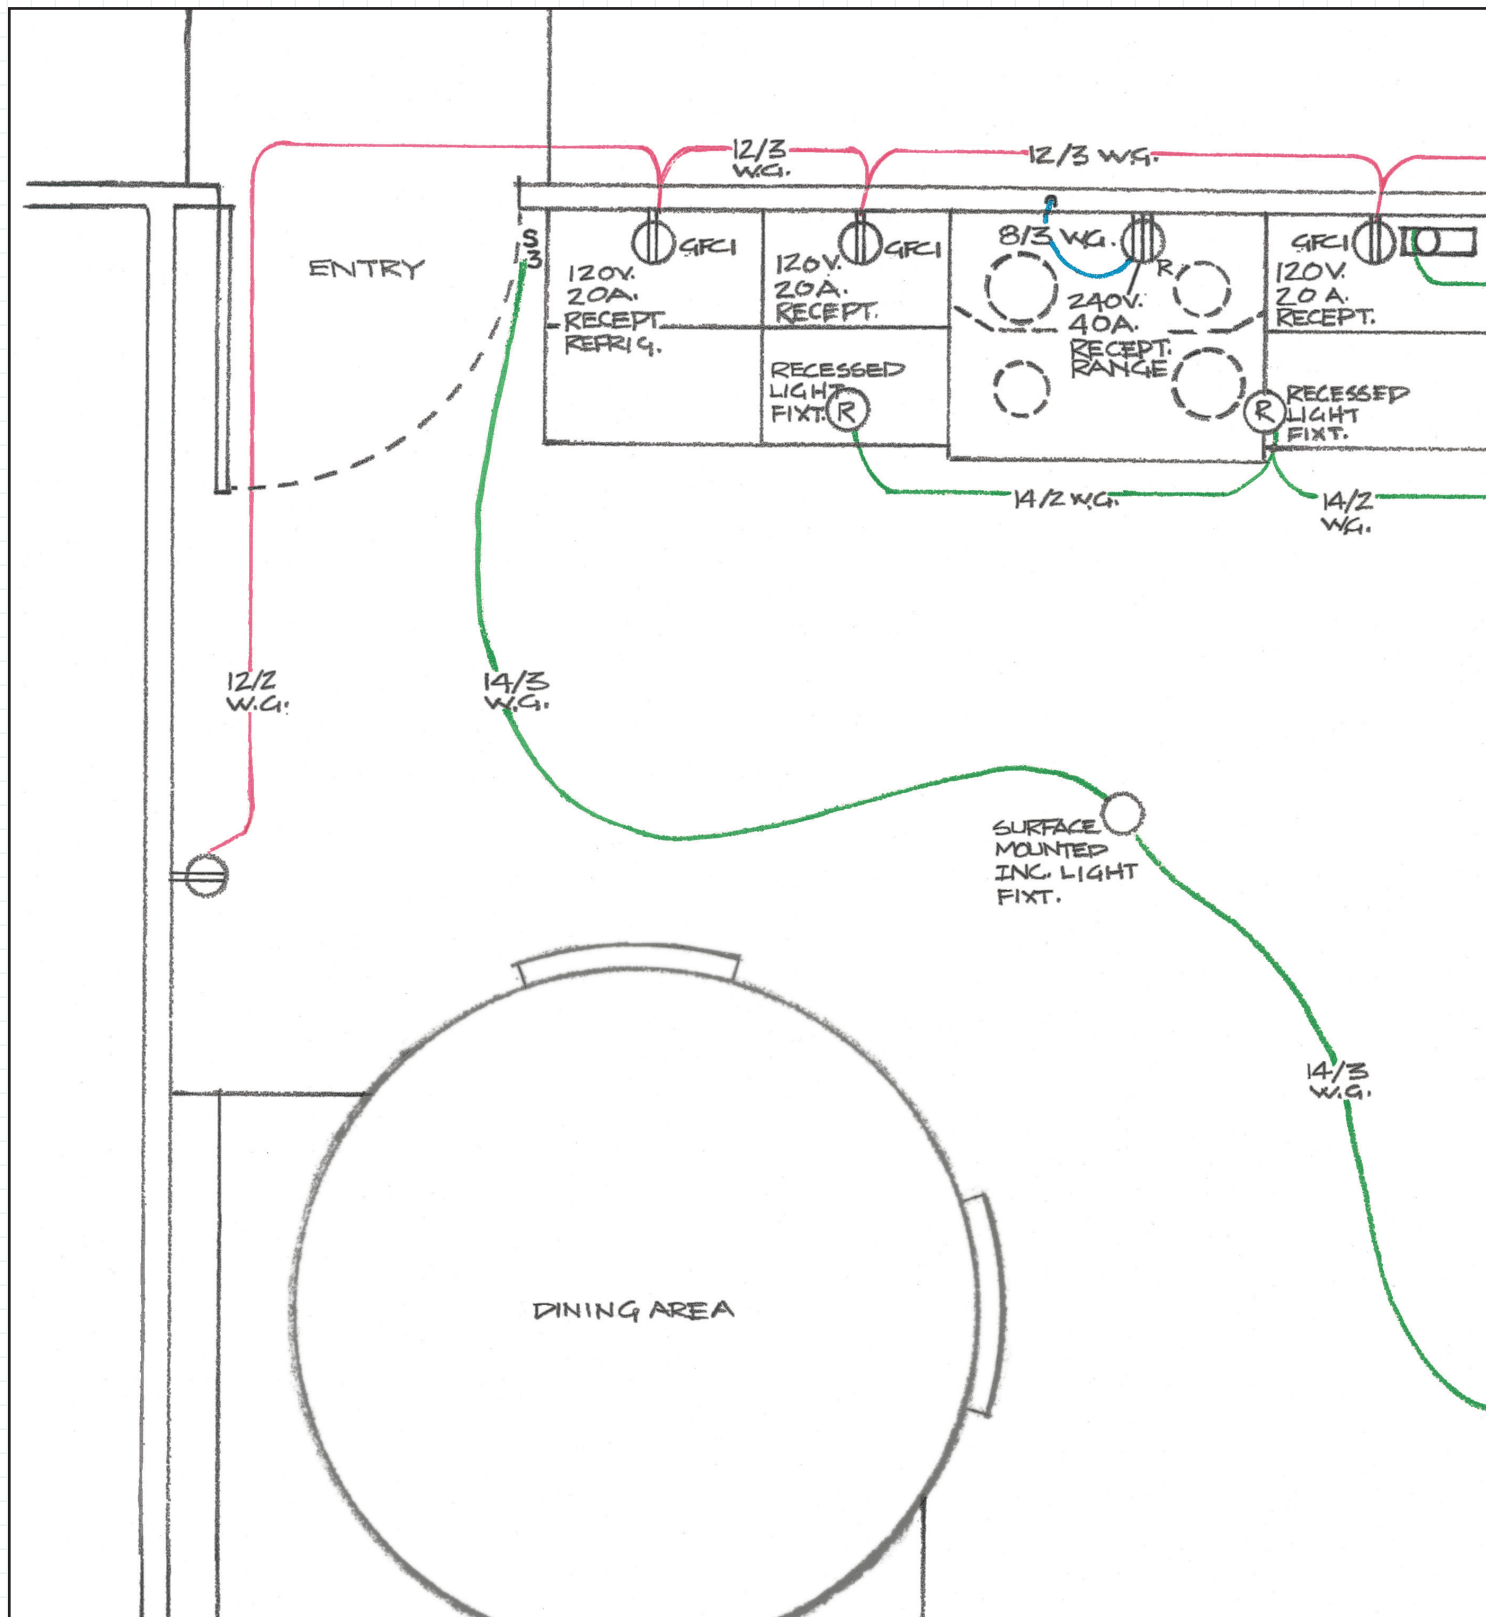 12/3
W.G.
12/3 W.G.
S
3
ENTRY
GFCI
120V.
20A.
RECEPT.
REFRIG.
GFCI
120V.
20A.
RECEPT.
8/3 W.G.
R
240V.
40A.
RECEPT.
RANGE
GFCI
120V.
20 A.
RECEPT.
RECESSED
LIGHT
FIXT.
R
R
RECESSED
LIGHT
FIXT.
14/2 W.G.
14/2
W.G.
12/2
W.G.
14/3
W.G.
SURFACE
MOUNTED
INC. LIGHT
FIXT.
14/3
W.G.
DINING AREA